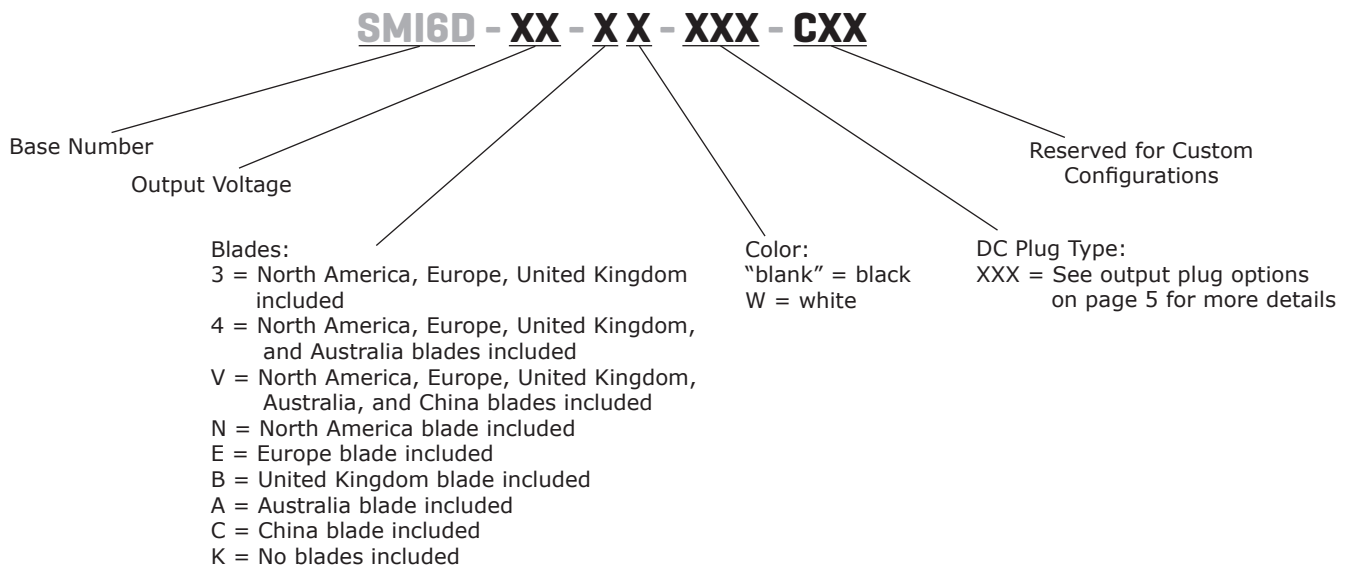 SMI6D - XX - X X - XXX - CXX
Base Number
Output Voltage
Blades:
3 = North America, Europe, United Kingdom
included
4 = North America, Europe, United Kingdom,
and Australia blades included
V = North America, Europe, United Kingdom,
Australia, and China blades included
N = North America blade included
E = Europe blade included
B = United Kingdom blade included
A = Australia blade included
C = China blade included
K = No blades included
Color:
“blank” = black
W = white
DC Plug Type:
XXX = See output plug options
on page 5 for more details
Reserved for Custom
Configurations